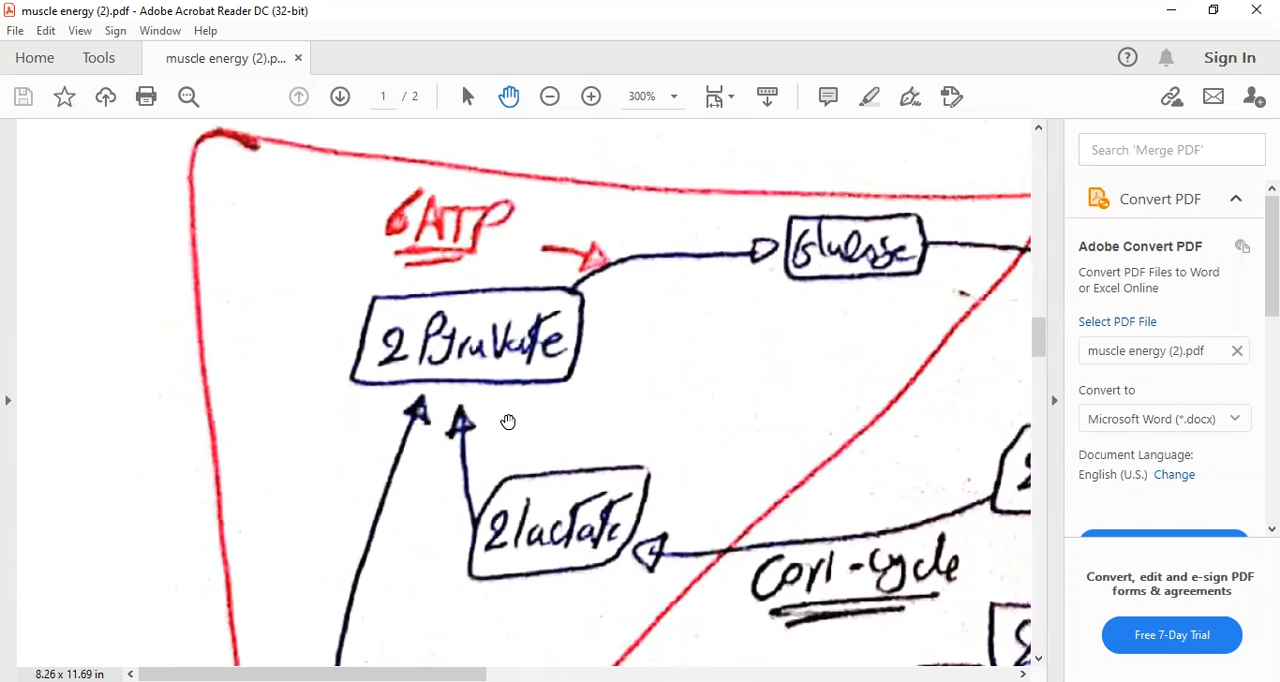 muscle energy (2).pdf - Adobe Acrobat Reader DC (32-bit)
File Edit View Sign Window Help
Home Tools muscle energy (2).p... × Sign In
1 / 2 300%
Search 'Merge PDF'
Convert PDF
Adobe Convert PDF
Convert PDF Files to Word
or Excel Online
Select PDF File
muscle energy (2).pdf
Convert to
Microsoft Word (*.docx)
Document Language:
English (U.S.) Change
Convert, edit and e-sign PDF
forms & agreements
Free 7-Day Trial
6 ATP
Glucose
2 Pyruvate
2 lactate
Cori-cycle
8.26 x 11.69 in